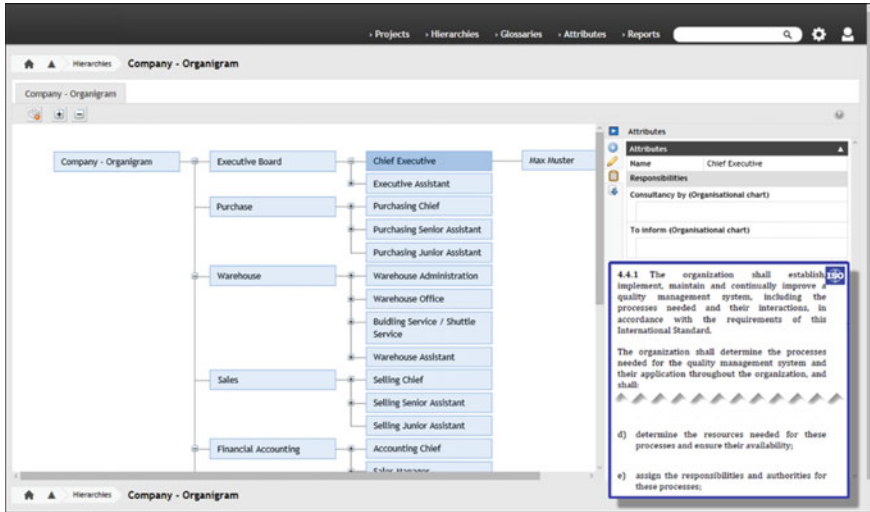 › Projects › Hierarchies › Glossaries › Attributes › Reports
Hierarchies Company - Organigram
Company - Organigram
Attributes
Attributes
Name Chief Executive
Responsibilities
Consultancy by (Organisational chart)
To inform (Organisational chart)
Company - Organigram
Executive Board
Chief Executive
Max Muster
Executive Assistant
Purchase
Purchasing Chief
Purchasing Senior Assistant
Purchasing Junior Assistant
Warehouse
Warehouse Administration
Warehouse Office
Buidling Service / Shuttle
Service
Warehouse Assistant
Sales
Selling Chief
Selling Senior Assistant
Selling Junior Assistant
Financial Accounting
Accounting Chief
Sales Manager
ISO
4.4.1 The organization shall establish,
implement, maintain and continually improve a
quality management system, including the
processes needed and their interactions, in
accordance with the requirements of this
International Standard.
The organization shall determine the processes
needed for the quality management system and
their application throughout the organization, and
shall:
d) determine the resources needed for these
processes and ensure their availability;
e) assign the responsibilities and authorities for
these processes;
Hierarchies Company - Organigram